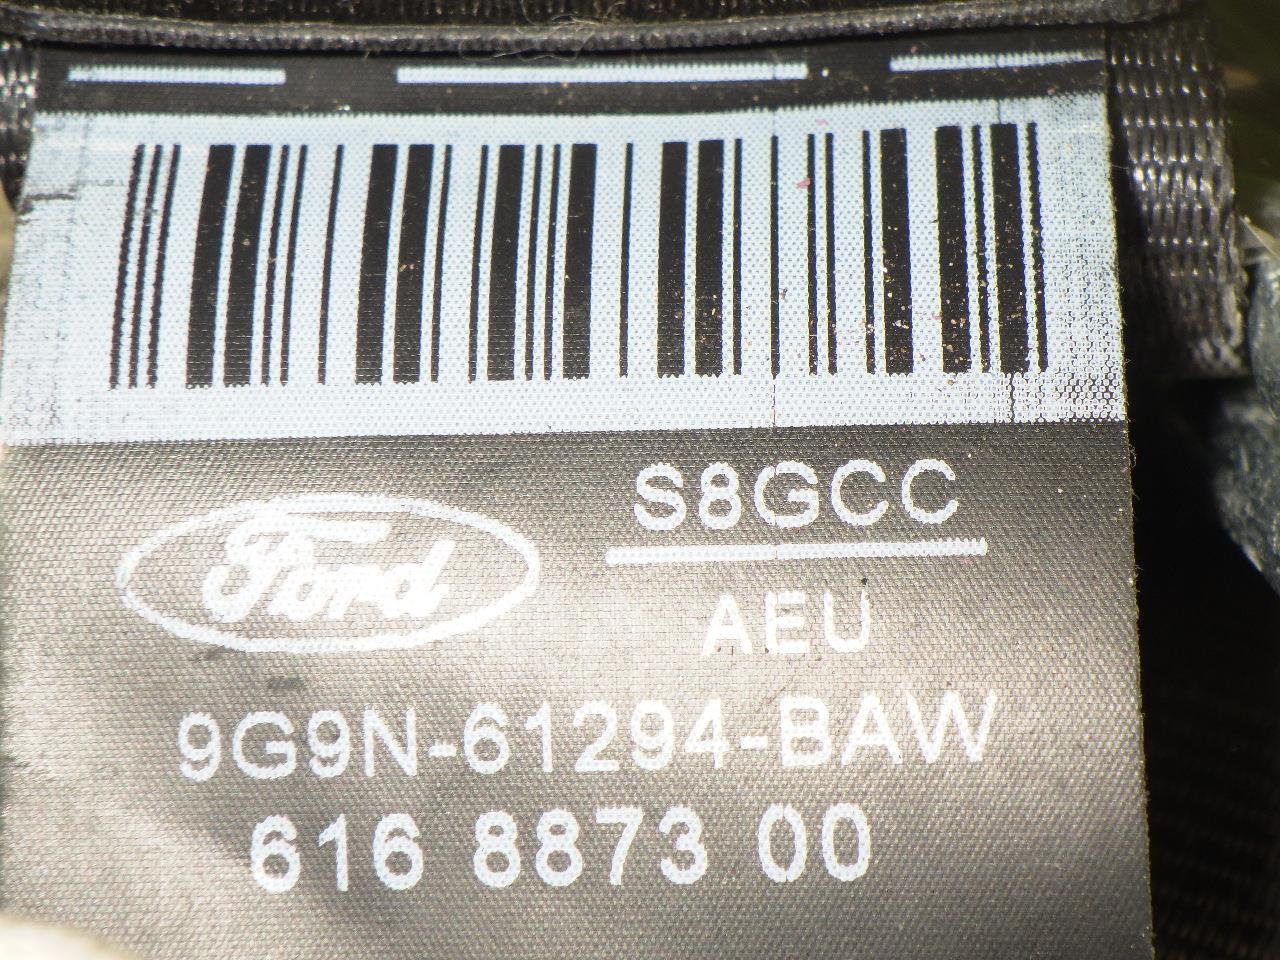 S8GCC
Ford
AEU
9G9N-61294-BAW
616 8873 00